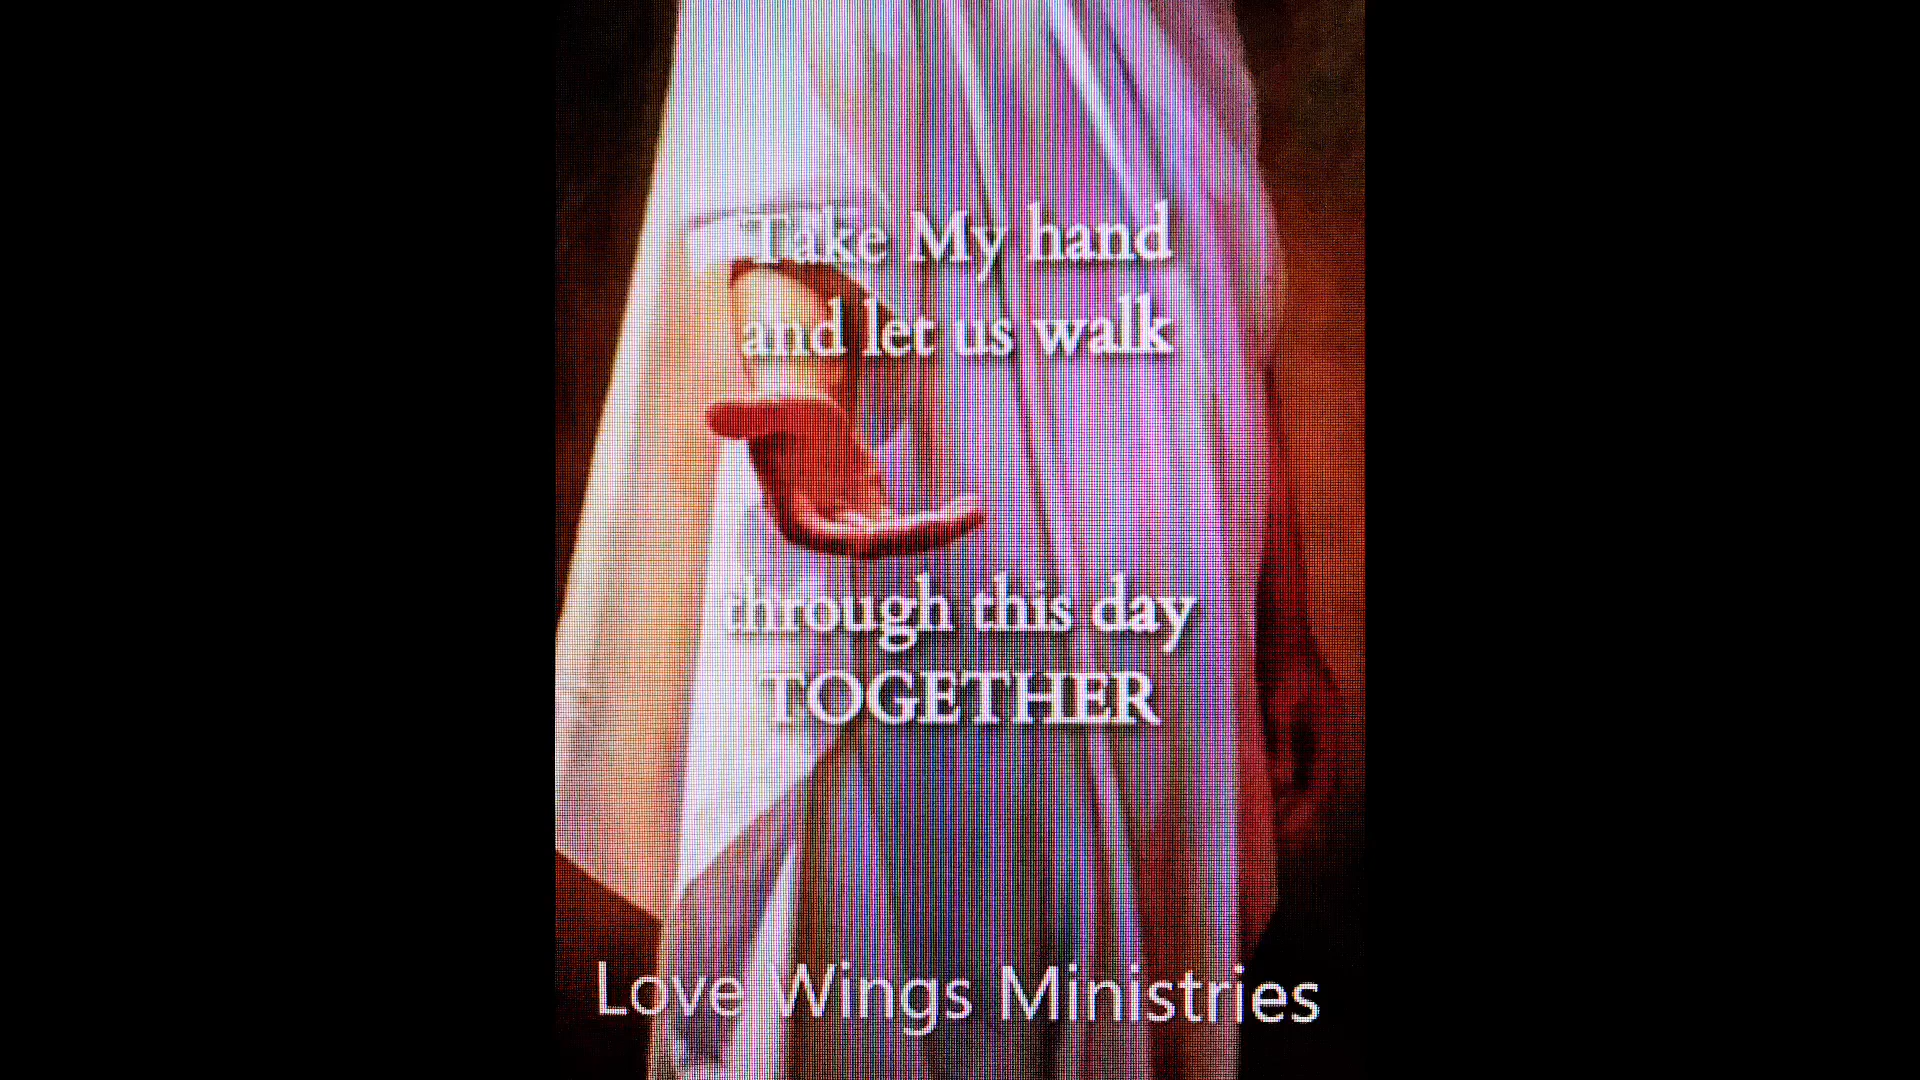 Take My hand
and let us walk
through this day
TOGETHER
Love Wings Ministries